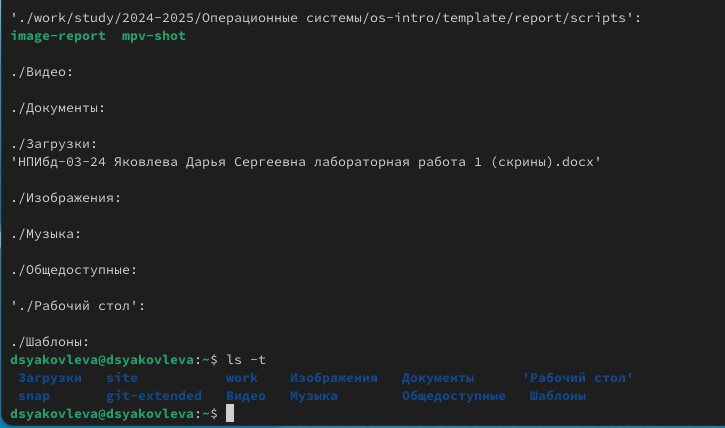 './work/study/2024-2025/Операционные системы/os-intro/template/report/scripts':
image-report  mpv-shot
./Видео:
./Документы:
./Загрузки:
'НПИбд-03-24 Яковлева Дарья Сергеевна лабораторная работа 1 (скрины).docx'
./Изображения:
./Музыка:
./Общедоступные:
'./Рабочий стол':
./Шаблоны:
dsyakovleva@dsyakovleva:~$ ls -t
Загрузки   site           work    Изображения   Документы      'Рабочий стол'
snap       git-extended   Видео   Музыка        Общедоступные   Шаблоны
dsyakovleva@dsyakovleva:~$